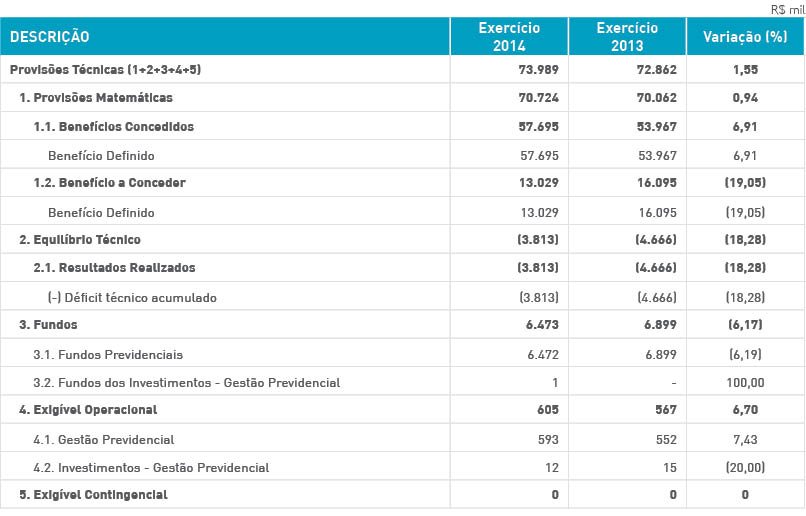 R$ mil
DESCRIÇÃO Exercício 2014 Exercício 2013 Variação (%)
Provisões Técnicas (1+2+3+4+5) 73.989 72.862 1,55
1. Provisões Matemáticas 70.724 70.062 0,94
1.1. Benefícios Concedidos 57.695 53.967 6,91
Benefício Definido 57.695 53.967 6,91
1.2. Benefício a Conceder 13.029 16.095 (19,05)
Benefício Definido 13.029 16.095 (19,05)
2. Equilíbrio Técnico (3.813) (4.666) (18,28)
2.1. Resultados Realizados (3.813) (4.666) (18,28)
(-) Déficit técnico acumulado (3.813) (4.666) (18,28)
3. Fundos 6.473 6.899 (6,17)
3.1. Fundos Previdenciais 6.472 6.899 (6,19)
3.2. Fundos dos Investimentos - Gestão Previdencial 1 - 100,00
4. Exigível Operacional 605 567 6,70
4.1. Gestão Previdencial 593 552 7,43
4.2. Investimentos - Gestão Previdencial 12 15 (20,00)
5. Exigível Contingencial 0 0 0